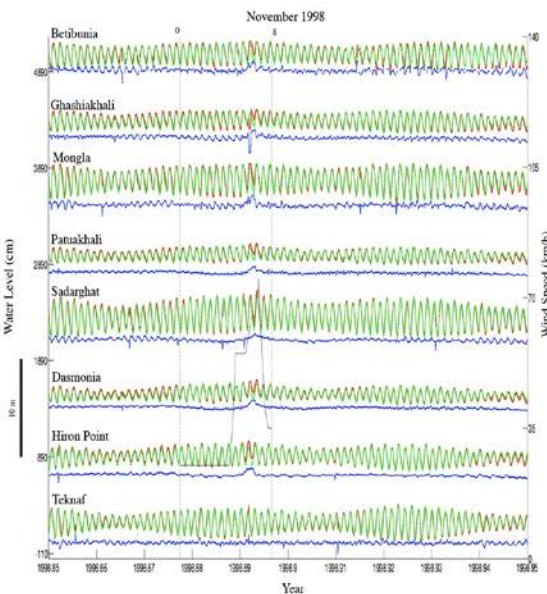 November 1998
0
140
Betibunia
4850
Ghashiakhali
Mongla
3850
105
Patuakhali
2850
Sadarghat
70
1850
Dasmonia
35
Hiron Point
850
Teknaf
-110
0
Water Level (cm)
10 m
Wind Speed (km/h)
1998.85 1998.86 1998.87 1998.88 1998.89 1998.9 1998.91 1998.92 1998.93 1998.94 1998.95
Year